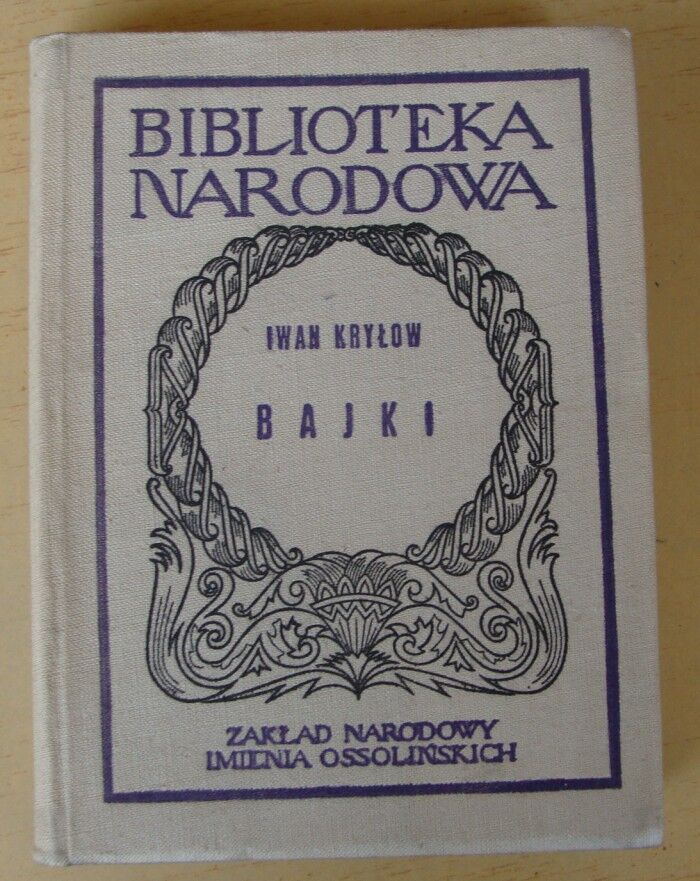 BIBLIOTEKA
NARODOWA
IWAN KRYŁOW
BAJKI
ZAKŁAD NARODOWY
IMIENIA OSSOLIŃSKICH